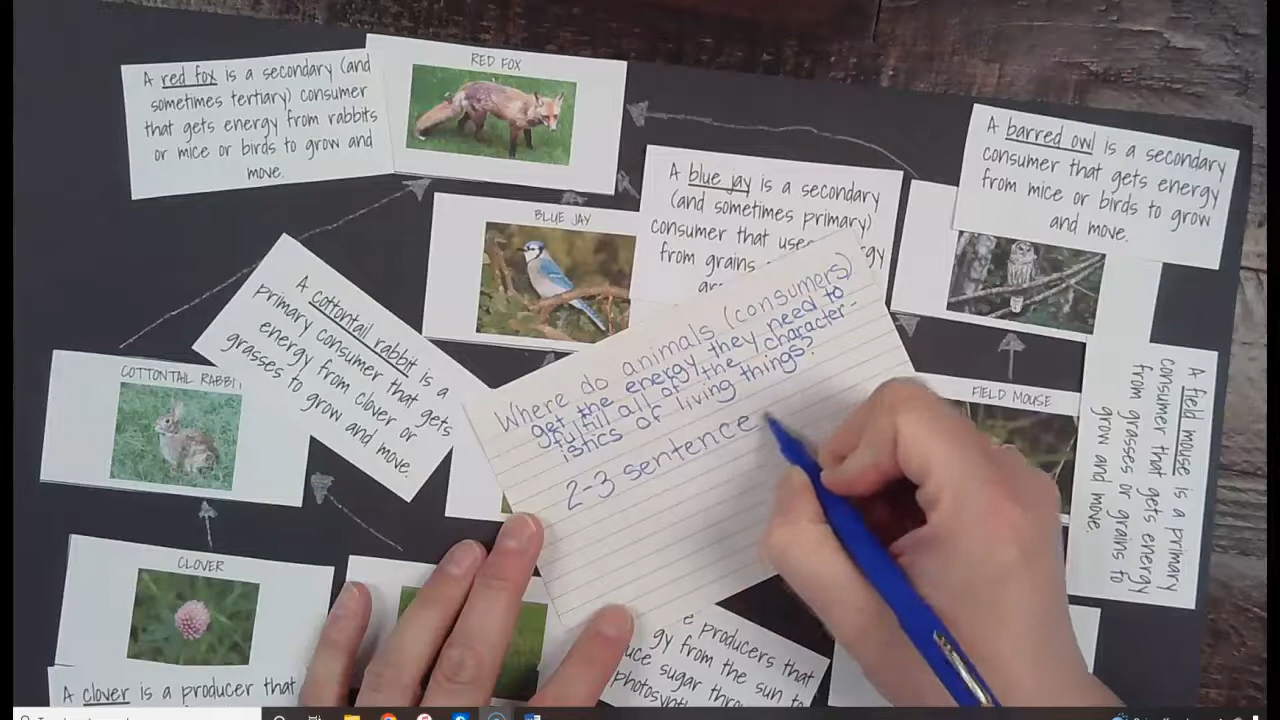 A red fox is a secondary (and
sometimes tertiary) consumer
that gets energy from rabbits
or mice or birds to grow and
move.
RED FOX
A barred owl is a secondary
consumer that gets energy
from mice or birds to grow
and move.
A blue jay is a secondary
(and sometimes primary)
consumer that
from grains
BLUE JAY
A cottontail rabbit is a
primary consumer that gets
energy from clover or
grasses to grow and move.
COTTONTAIL
Where do animals (consumers)
get the energy they need to
fulfill all of the character-
istics of living things?
2-3 sentence
FIELD MOUSE
A field mouse is a primary
consumer that gets energy
from grasses or grains to
grow and move.
CLOVER
A clover is a producer that
producers that
gy from the sun to
sugar